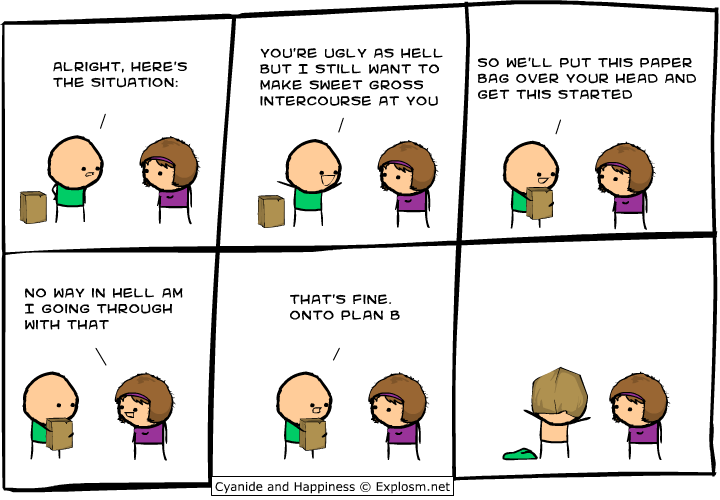 ALRIGHT, HERE'S
THE SITUATION:
YOU'RE UGLY AS HELL
BUT I STILL WANT TO
MAKE SWEET GROSS
INTERCOURSE AT YOU
SO WE'LL PUT THIS PAPER
BAG OVER YOUR HEAD AND
GET THIS STARTED
NO WAY IN HELL AM
I GOING THROUGH
WITH THAT
THAT'S FINE.
ONTO PLAN B
Cyanide and Happiness © Explosm.net